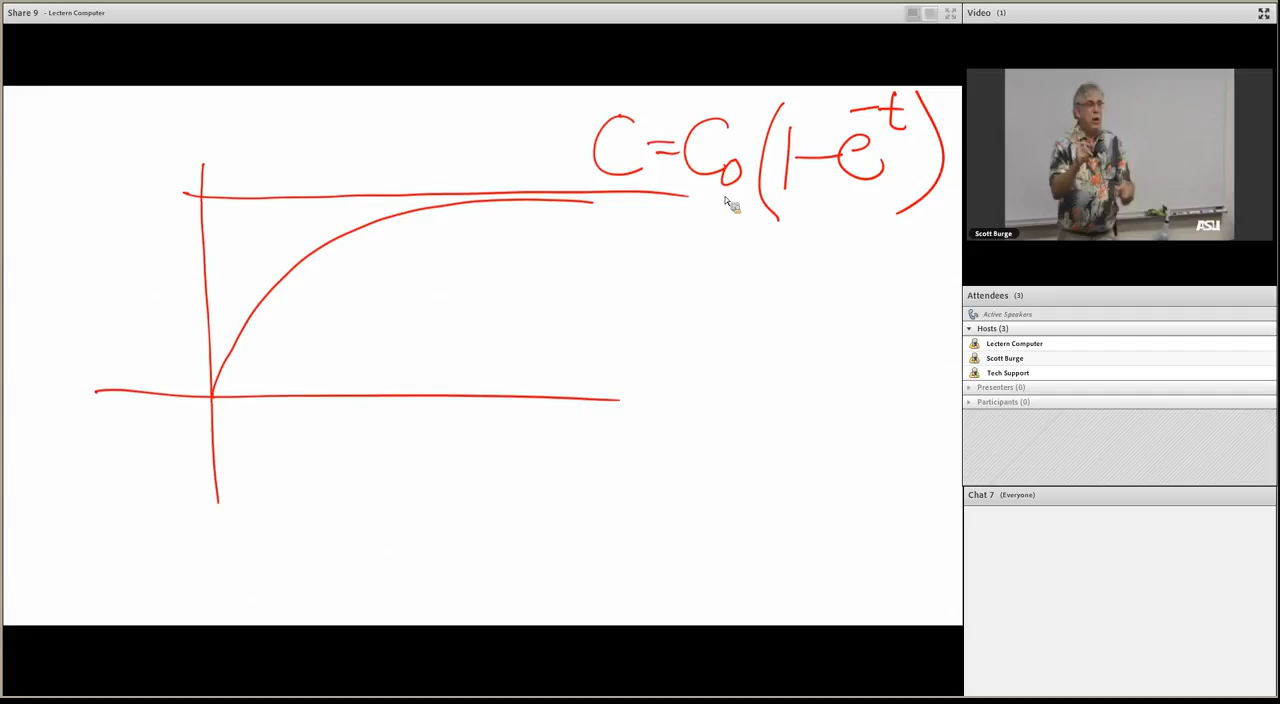 Share 9 - Lectern Computer
C=C₀(1-e⁻ᵗ)
Video (1)
Scott Burge
ASU
Attendees (3)
Active Speakers
Hosts (3)
Lectern Computer
Scott Burge
Tech Support
Presenters (0)
Participants (0)
Chat 7 (Everyone)